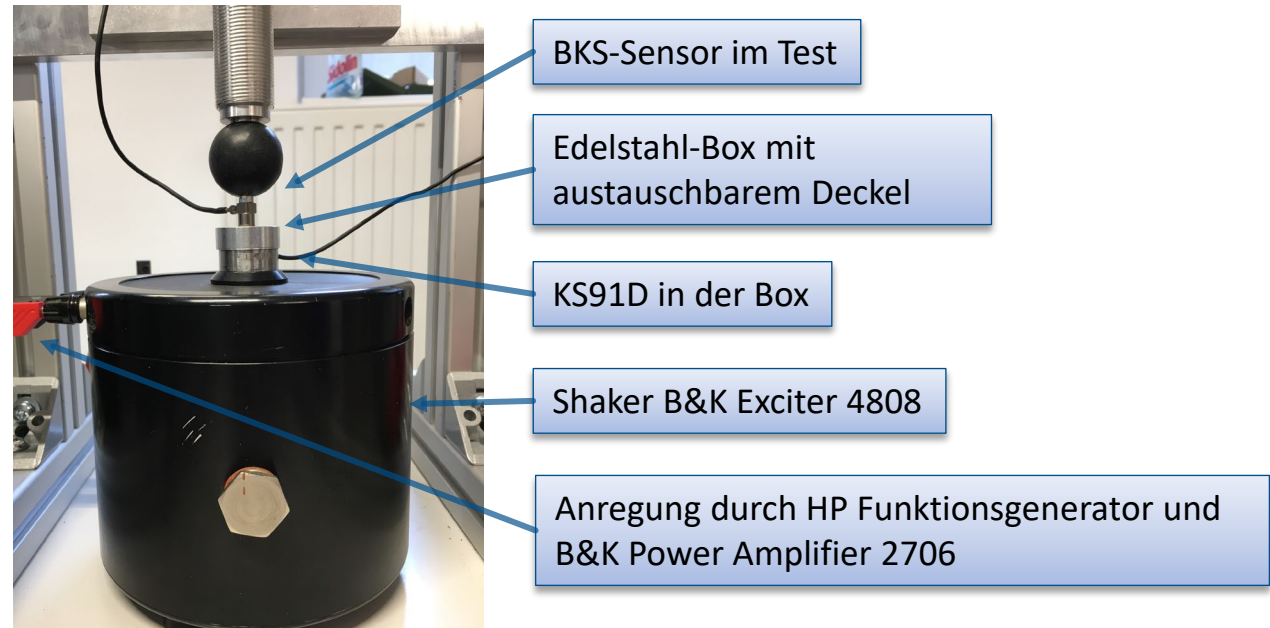 BKS-Sensor im Test
Edelstahl-Box mit
austauschbarem Deckel
KS91D in der Box
Shaker B&K Exciter 4808
Anregung durch HP Funktionsgenerator und
B&K Power Amplifier 2706